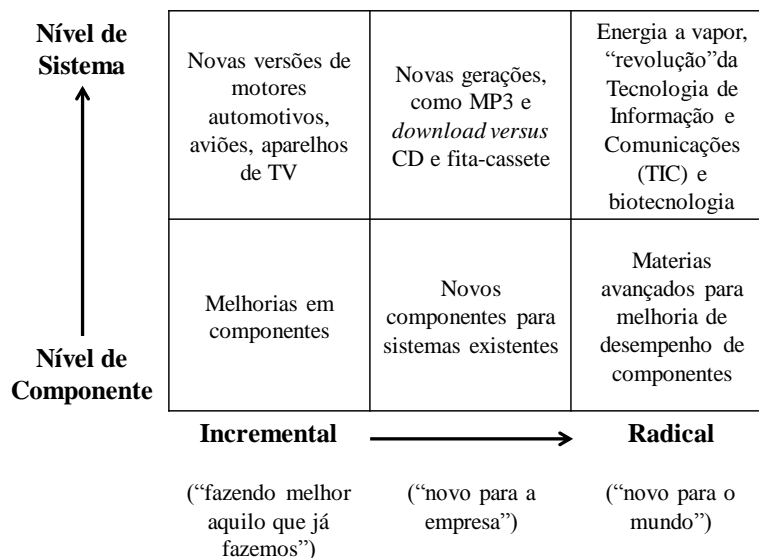 Nível de
Sistema
Novas versões de
motores
automotivos,
aviões, aparelhos
de TV
Novas gerações,
como MP3 e
download versus
CD e fita-cassete
Energia a vapor,
“revolução”da
Tecnologia de
Informação e
Comunicações
(TIC) e
biotecnologia
Nível de
Componente
Melhorias em
componentes
Novos
componentes para
sistemas existentes
Materias
avançados para
melhoria de
desempenho de
componentes
Incremental
Radical
(“fazendo melhor
aquilo que já
fazemos”)
(“novo para a
empresa”)
(“novo para o
mundo”)